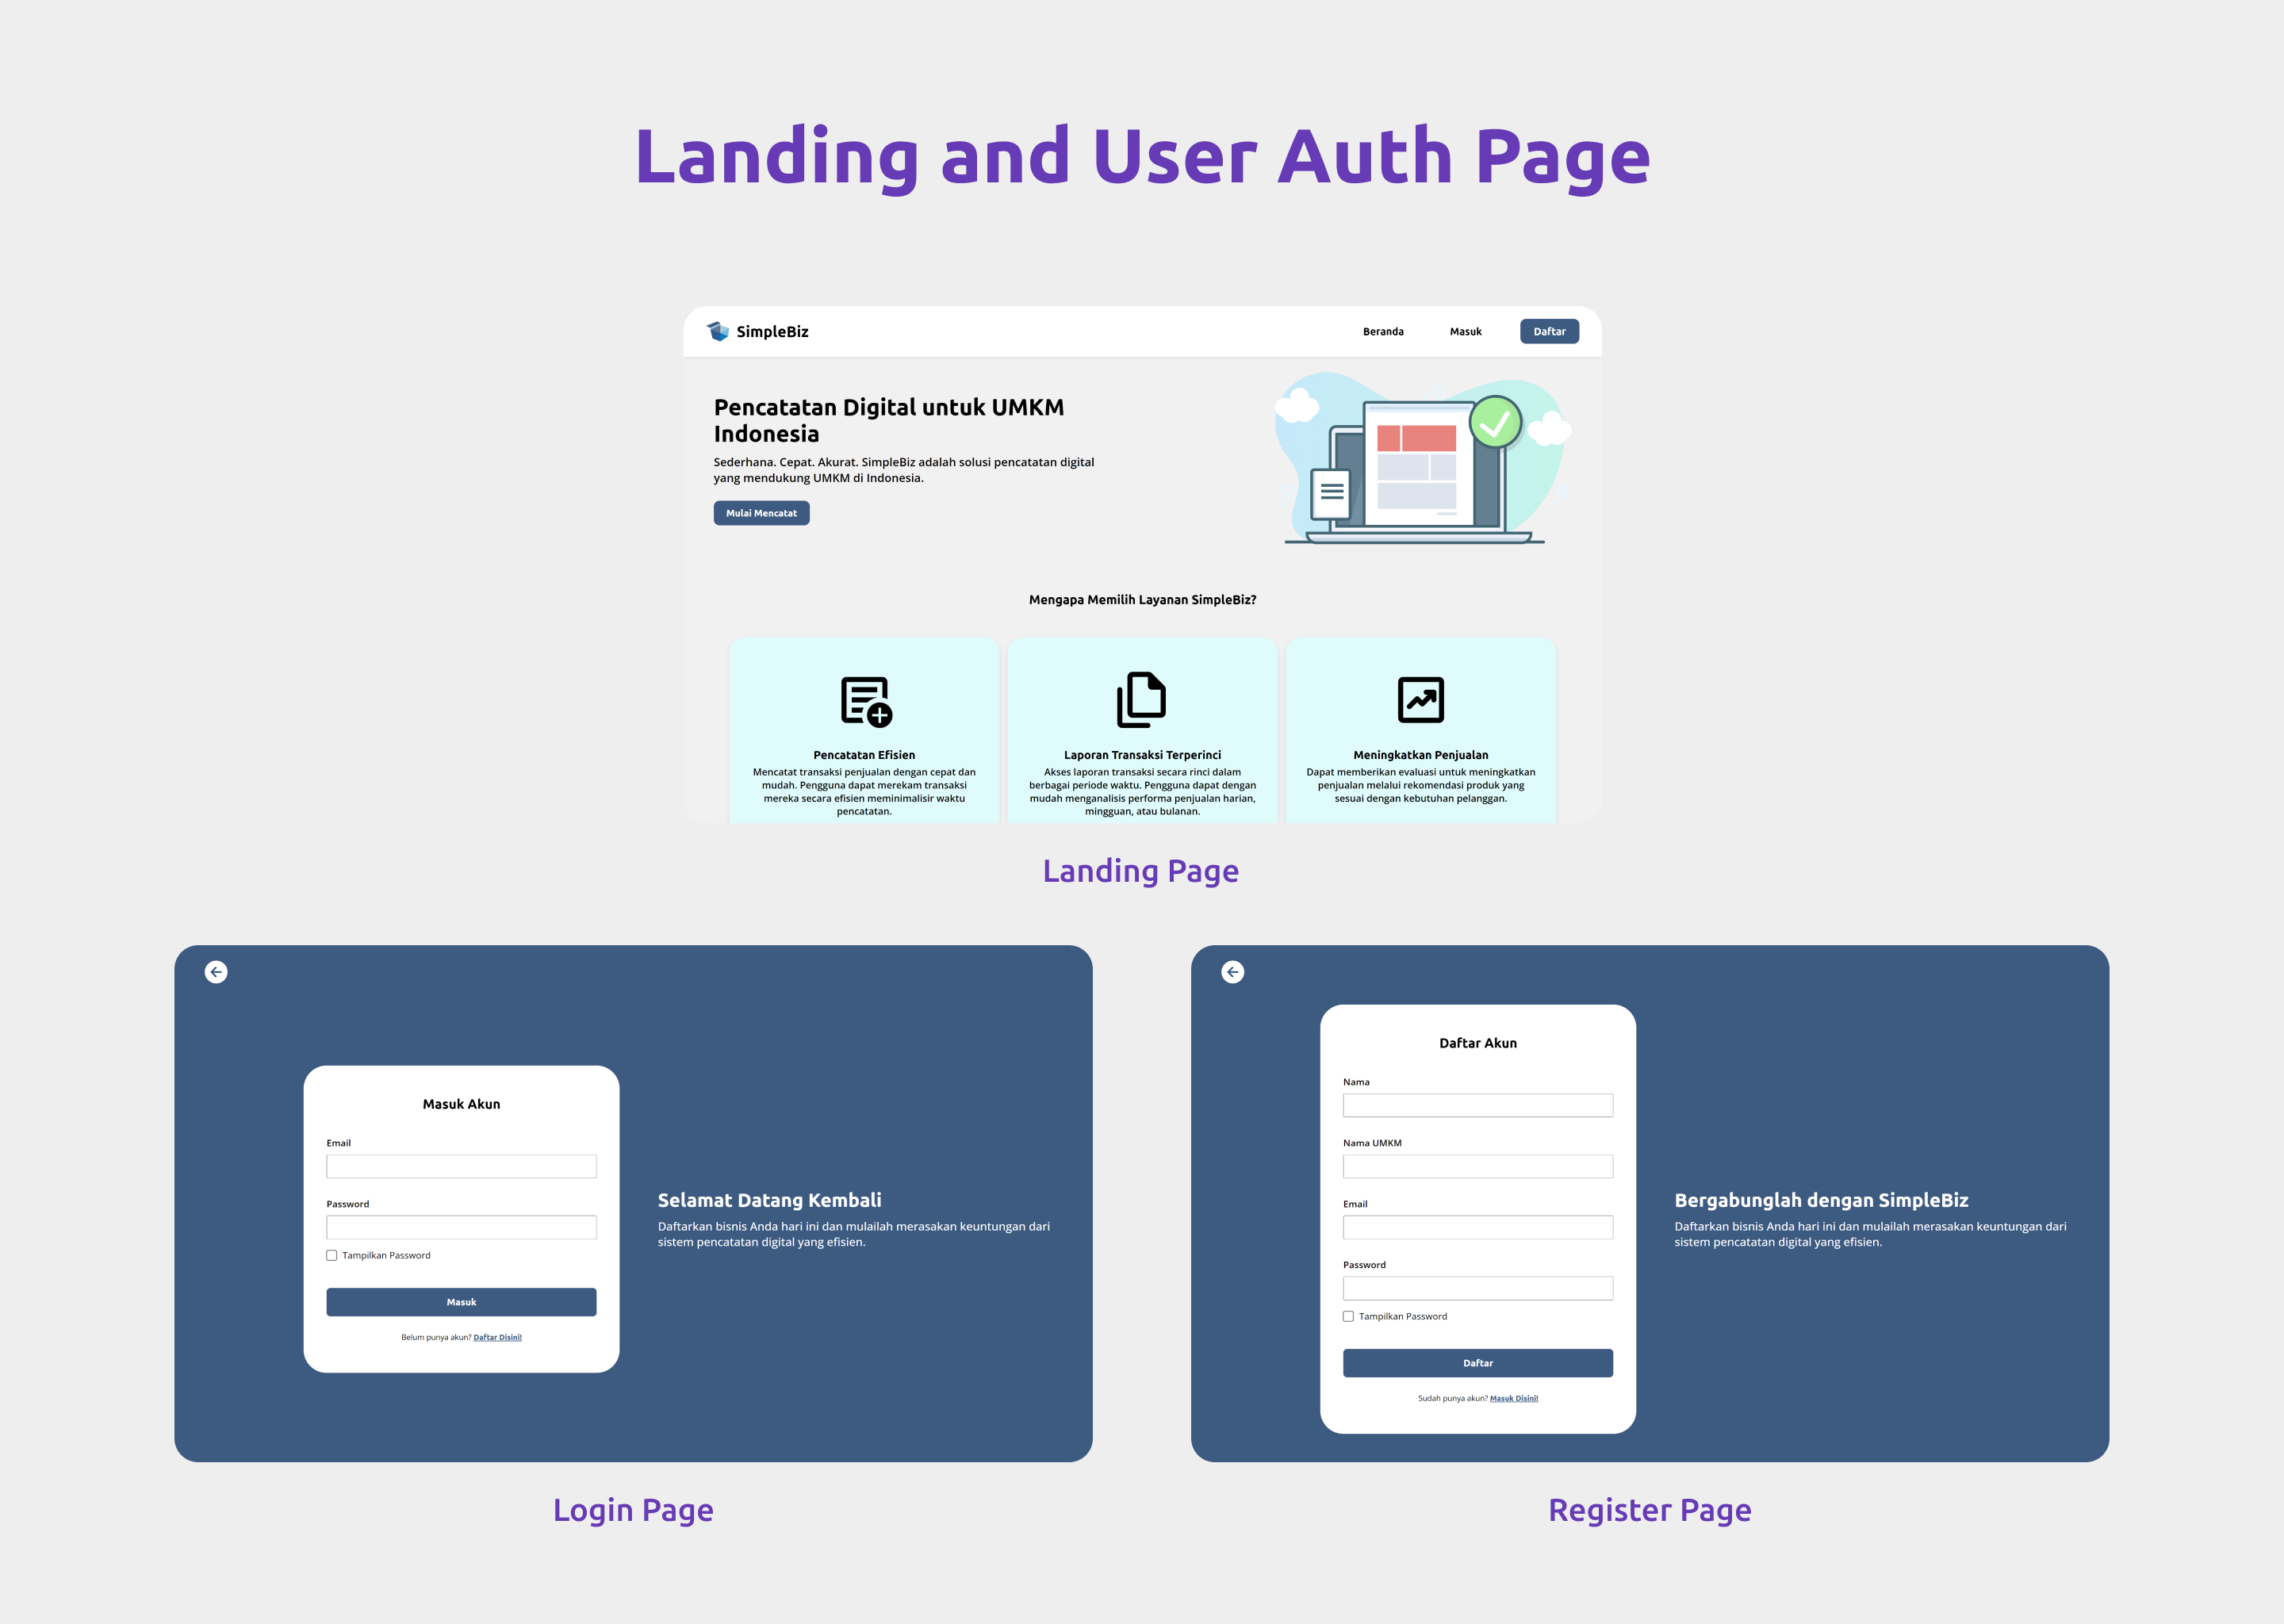 Landing and User Auth Page
SimpleBiz
Beranda
Masuk
Daftar
Pencatatan Digital untuk UMKM
Indonesia
Sederhana. Cepat. Akurat. SimpleBiz adalah solusi pencatatan digital
yang mendukung UMKM di Indonesia.
Mulai Mencatat
Mengapa Memilih Layanan SimpleBiz?
Pencatatan Efisien
Mencatat transaksi penjualan dengan cepat dan
mudah. Pengguna dapat merekam transaksi
mereka secara efisien meminimalisir waktu
pencatatan.
Laporan Transaksi Terperinci
Akses laporan transaksi secara rinci dalam
berbagai periode waktu. Pengguna dapat dengan
mudah menganalisis performa penjualan harian,
mingguan, atau bulanan.
Meningkatkan Penjualan
Dapat memberikan evaluasi untuk meningkatkan
penjualan melalui rekomendasi produk yang
sesuai dengan kebutuhan pelanggan.
Landing Page
Masuk Akun
Email
Password
Tampilkan Password
Masuk
Belum punya akun? Daftar Disini!
Selamat Datang Kembali
Daftarkan bisnis Anda hari ini dan mulailah merasakan keuntungan dari
sistem pencatatan digital yang efisien.
Login Page
Daftar Akun
Nama
Nama UMKM
Email
Password
Tampilkan Password
Daftar
Sudah punya akun? Masuk Disini!
Bergabunglah dengan SimpleBiz
Daftarkan bisnis Anda hari ini dan mulailah merasakan keuntungan dari
sistem pencatatan digital yang efisien.
Register Page